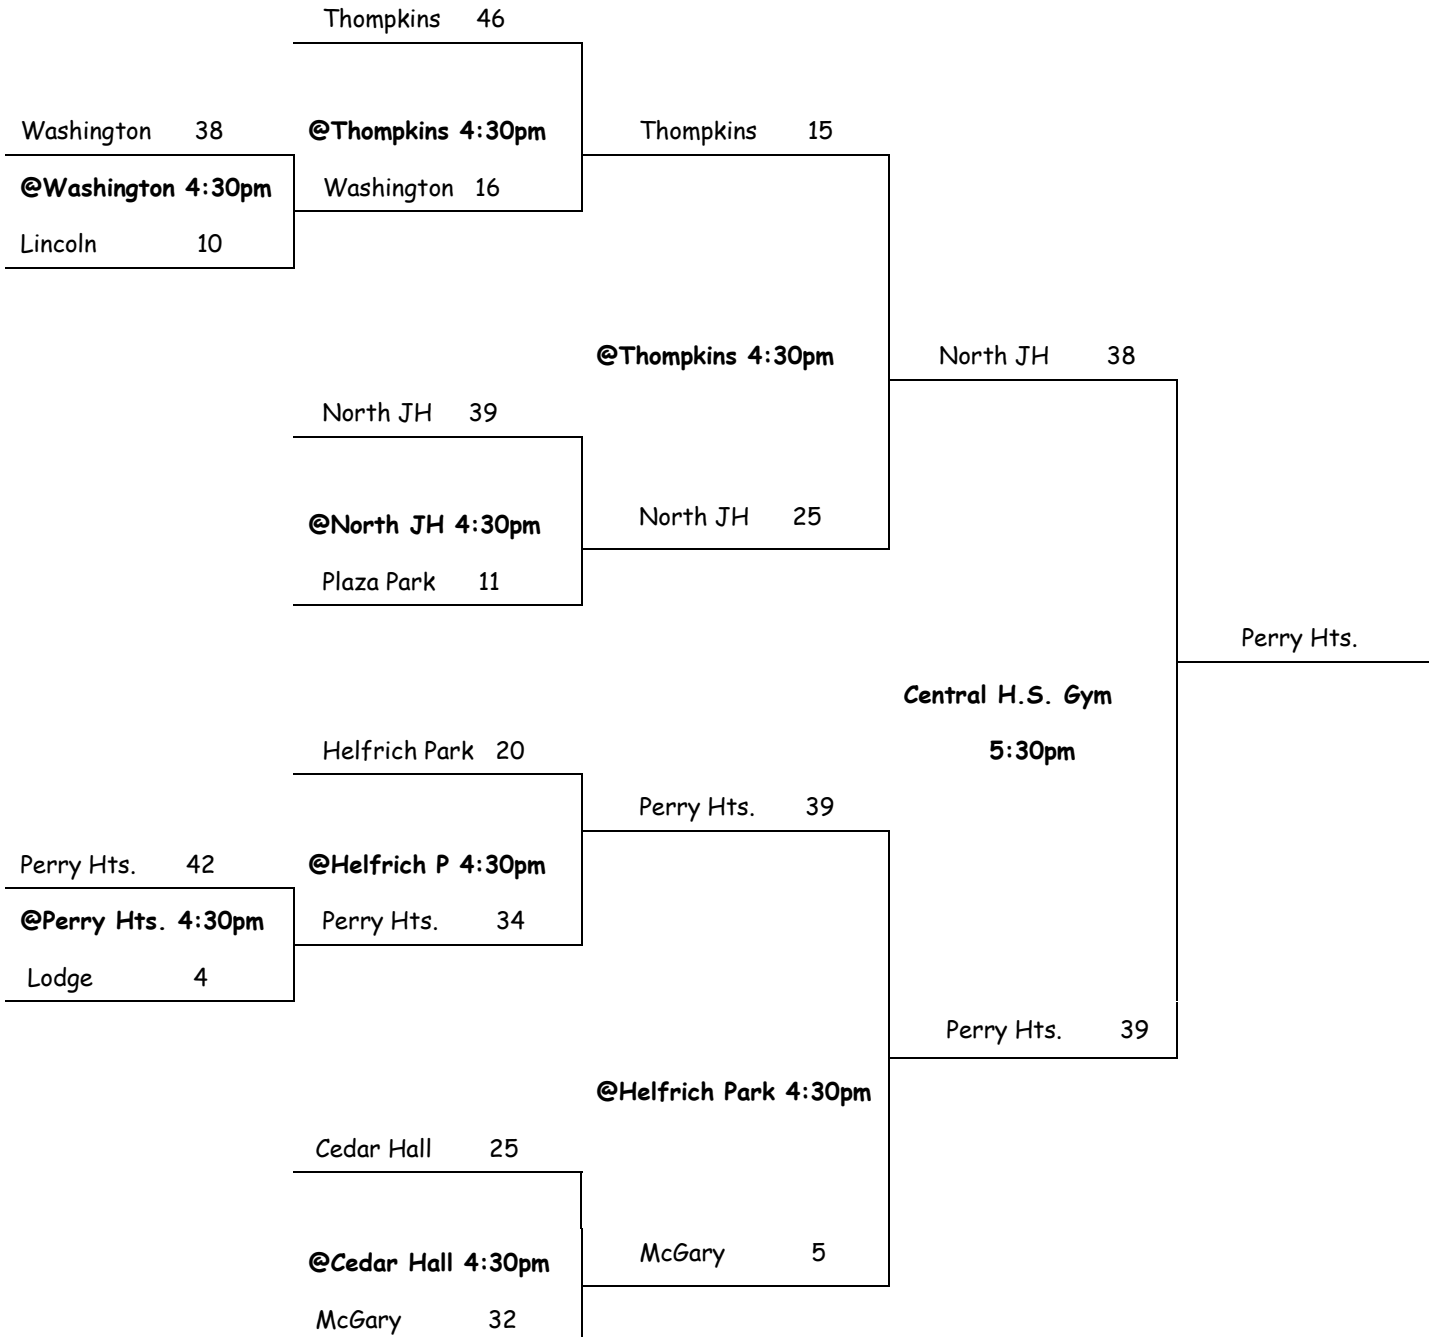 Thompkins 46
Washington 38
@Thompkins 4:30pm
Thompkins 15
@Washington 4:30pm
Washington 16
Lincoln 10
@Thompkins 4:30pm
North JH 38
North JH 39
@North JH 4:30pm
North JH 25
Plaza Park 11
Perry Hts.
Central H.S. Gym
5:30pm
Helfrich Park 20
Perry Hts. 39
Perry Hts. 42
@Helfrich P 4:30pm
@Perry Hts. 4:30pm
Perry Hts. 34
Lodge 4
Perry Hts. 39
@Helfrich Park 4:30pm
Cedar Hall 25
@Cedar Hall 4:30pm
McGary 5
McGary 32